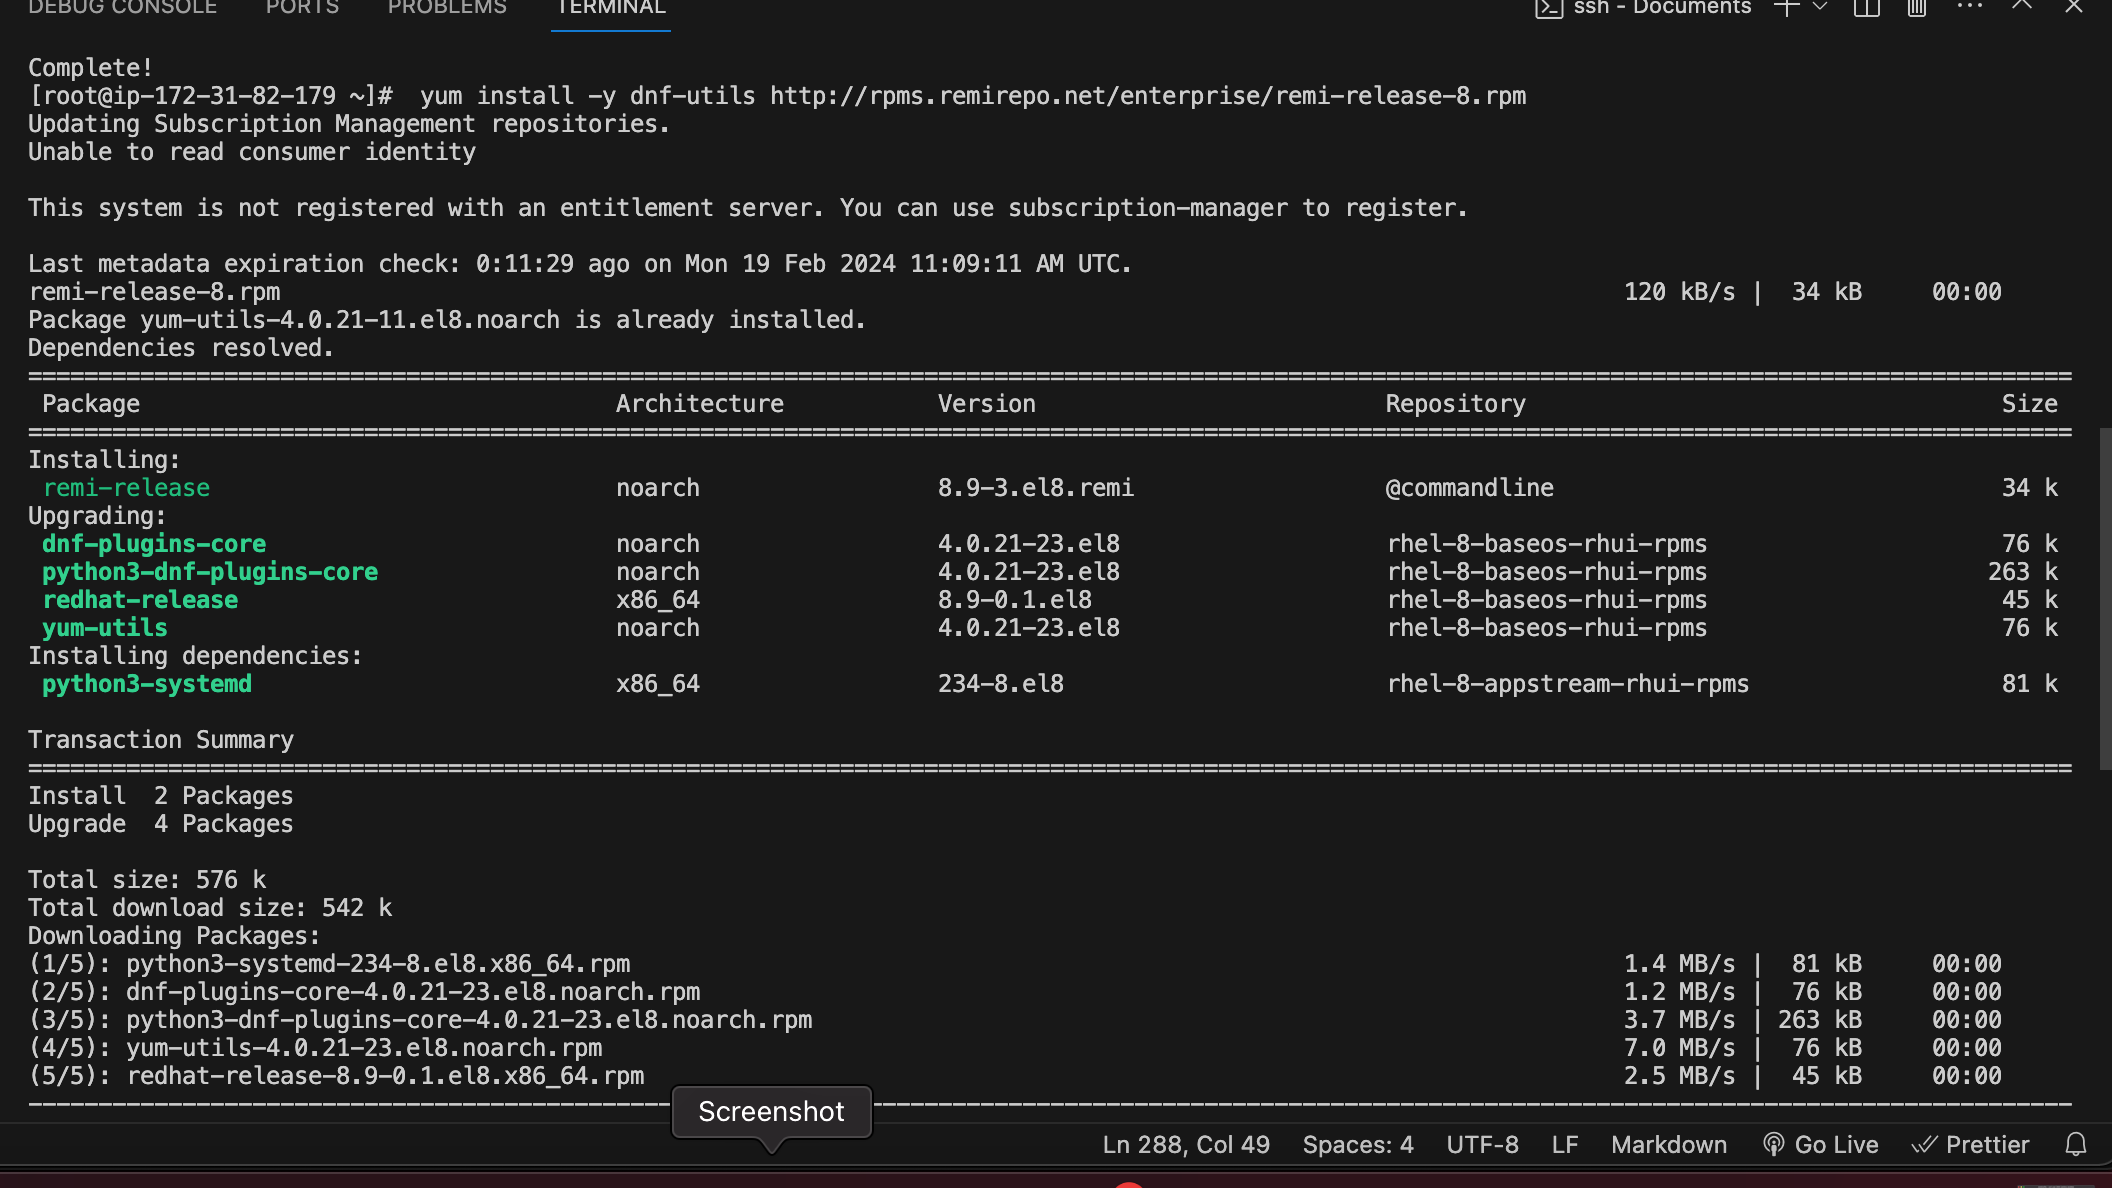 DEBUG CONSOLE PORTS PROBLEMS TERMINAL ssh - Documents
Complete!
[root@ip-172-31-82-179 ~]#  yum install -y dnf-utils http://rpms.remirepo.net/enterprise/remi-release-8.rpm
Updating Subscription Management repositories.
Unable to read consumer identity
This system is not registered with an entitlement server. You can use subscription-manager to register.
Last metadata expiration check: 0:11:29 ago on Mon 19 Feb 2024 11:09:11 AM UTC.
remi-release-8.rpm 120 kB/s |  34 kB     00:00
Package yum-utils-4.0.21-11.el8.noarch is already installed.
Dependencies resolved.
Package Architecture Version Repository Size
Installing:
remi-release noarch 8.9-3.el8.remi @commandline 34 k
Upgrading:
dnf-plugins-core noarch 4.0.21-23.el8 rhel-8-baseos-rhui-rpms 76 k
python3-dnf-plugins-core noarch 4.0.21-23.el8 rhel-8-baseos-rhui-rpms 263 k
redhat-release x86_64 8.9-0.1.el8 rhel-8-baseos-rhui-rpms 45 k
yum-utils noarch 4.0.21-23.el8 rhel-8-baseos-rhui-rpms 76 k
Installing dependencies:
python3-systemd x86_64 234-8.el8 rhel-8-appstream-rhui-rpms 81 k
Transaction Summary
Install  2 Packages
Upgrade  4 Packages
Total size: 576 k
Total download size: 542 k
Downloading Packages:
(1/5): python3-systemd-234-8.el8.x86_64.rpm 1.4 MB/s |  81 kB     00:00
(2/5): dnf-plugins-core-4.0.21-23.el8.noarch.rpm 1.2 MB/s |  76 kB     00:00
(3/5): python3-dnf-plugins-core-4.0.21-23.el8.noarch.rpm 3.7 MB/s | 263 kB     00:00
(4/5): yum-utils-4.0.21-23.el8.noarch.rpm 7.0 MB/s |  76 kB     00:00
(5/5): redhat-release-8.9-0.1.el8.x86_64.rpm 2.5 MB/s |  45 kB     00:00
Screenshot
Ln 288, Col 49 Spaces: 4 UTF-8 LF Markdown Go Live Prettier